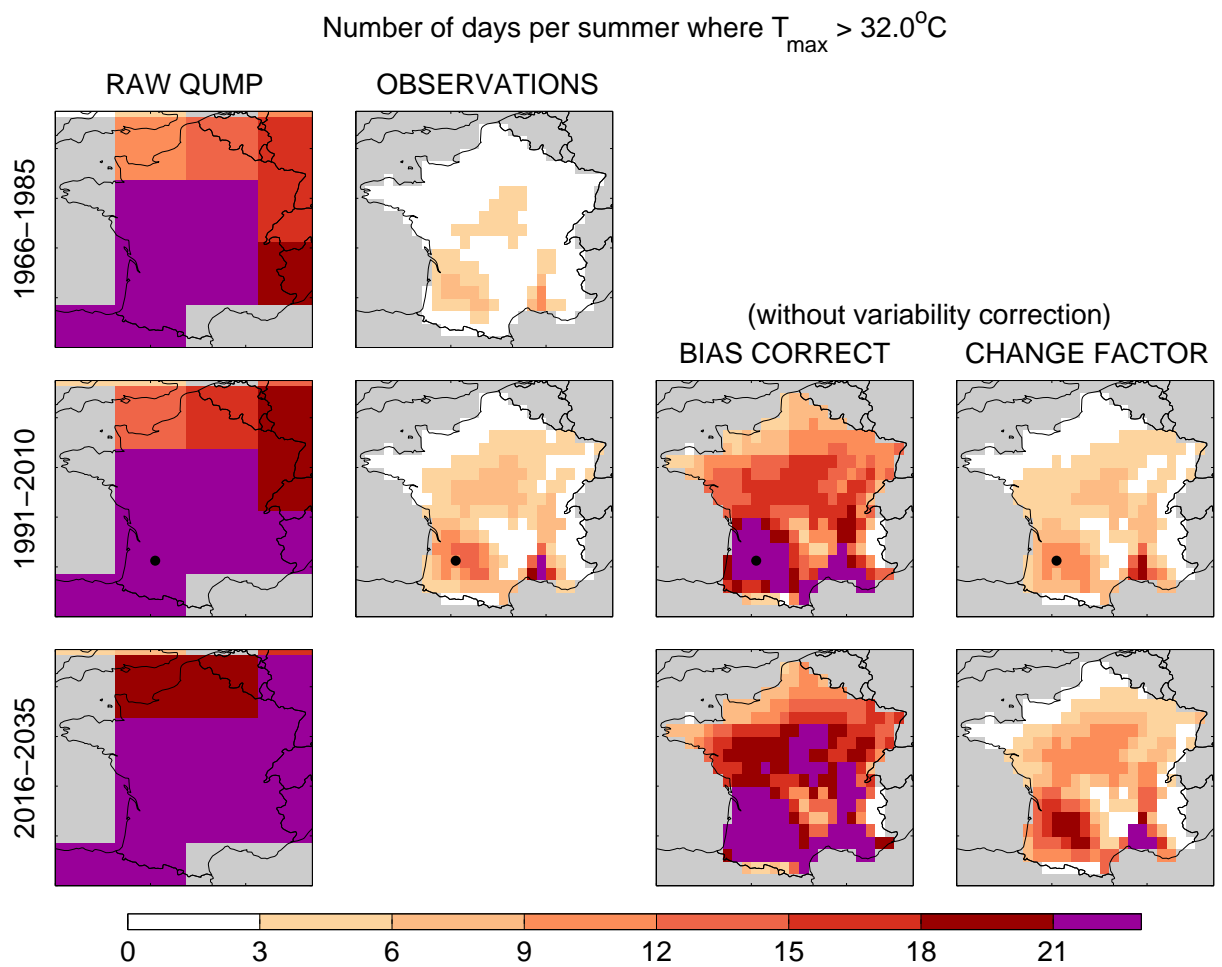 Number of days per summer where Tmax > 32.0°C
RAW QUMP
OBSERVATIONS
1966−1985
(without variability correction)
BIAS CORRECT
CHANGE FACTOR
1991−2010
2016−2035
0 3 6 9 12 15 18 21